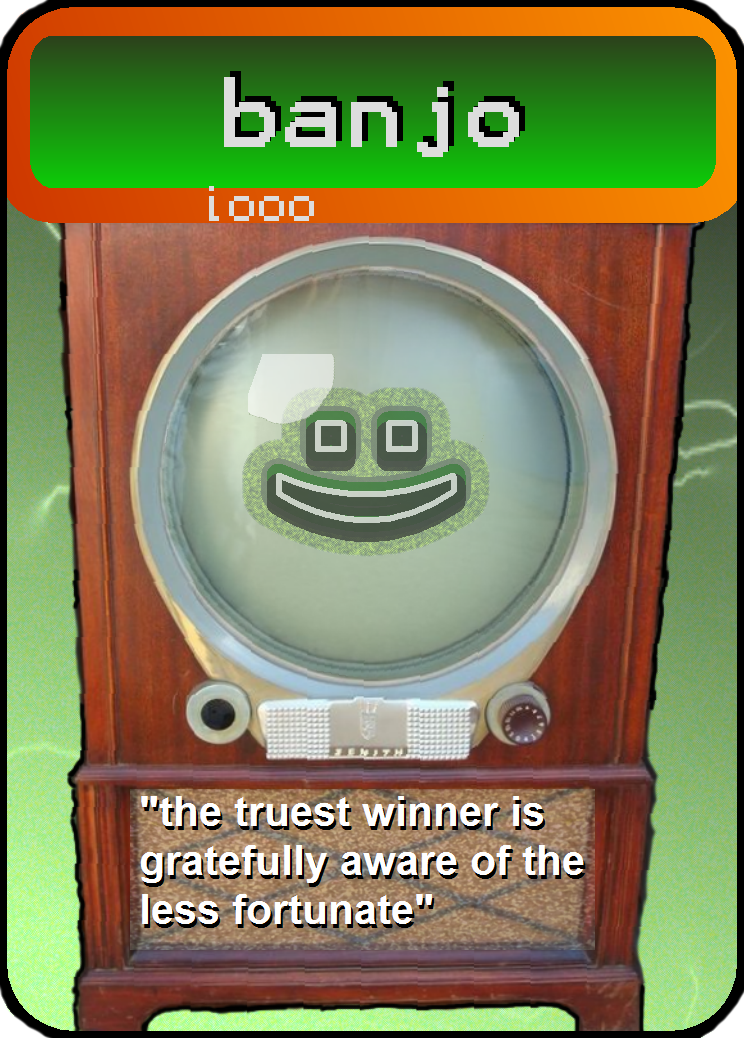 banjo
iooo
ZENITH
"the truest winner is
gratefully aware of the
less fortunate"